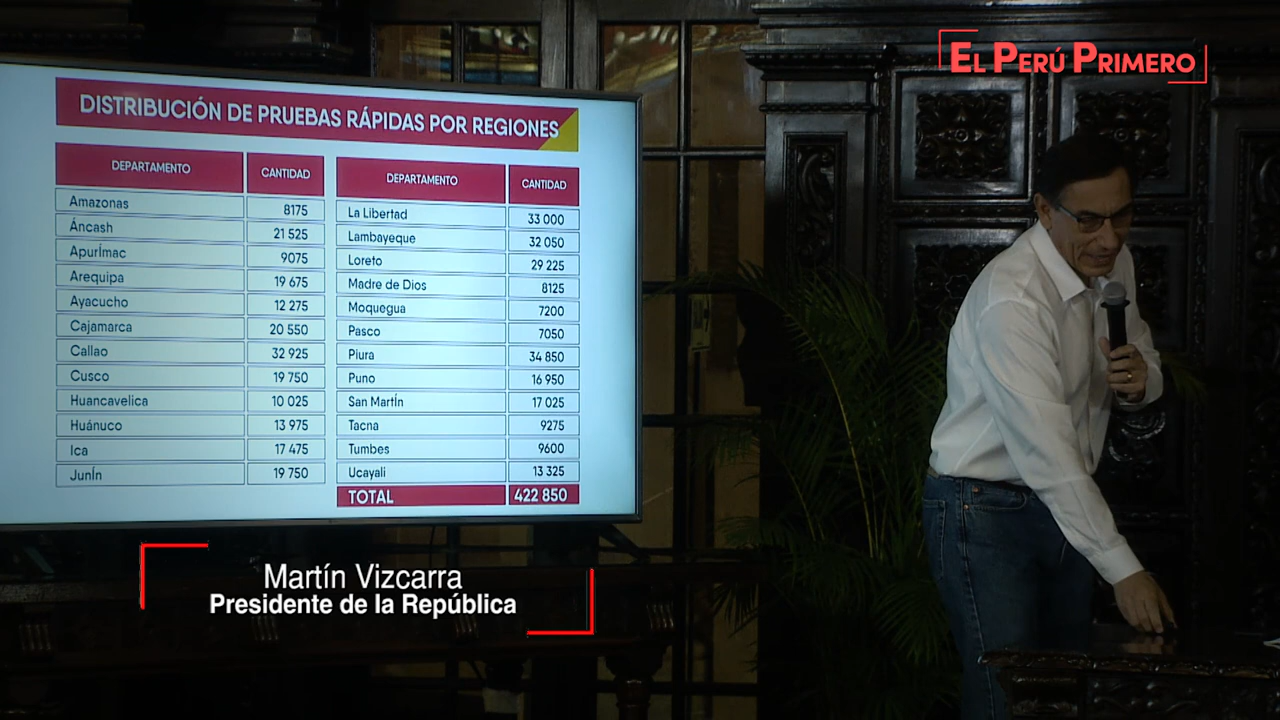 EL PERÚ PRIMERO
DISTRIBUCIÓN DE PRUEBAS RÁPIDAS POR REGIONES
DEPARTAMENTO CANTIDAD
Amazonas 8175
Áncash 21 525
Apurímac 9075
Arequipa 19 675
Ayacucho 12 275
Cajamarca 20 550
Callao 32 925
Cusco 19 750
Huancavelica 10 025
Huánuco 13 975
Ica 17 475
Junín 19 750
DEPARTAMENTO CANTIDAD
La Libertad 33 000
Lambayeque 32 050
Loreto 29 225
Madre de Dios 8125
Moquegua 7200
Pasco 7050
Piura 34 850
Puno 16 950
San Martín 17 025
Tacna 9275
Tumbes 9600
Ucayali 13 325
TOTAL 422 850
Martín Vizcarra
Presidente de la República